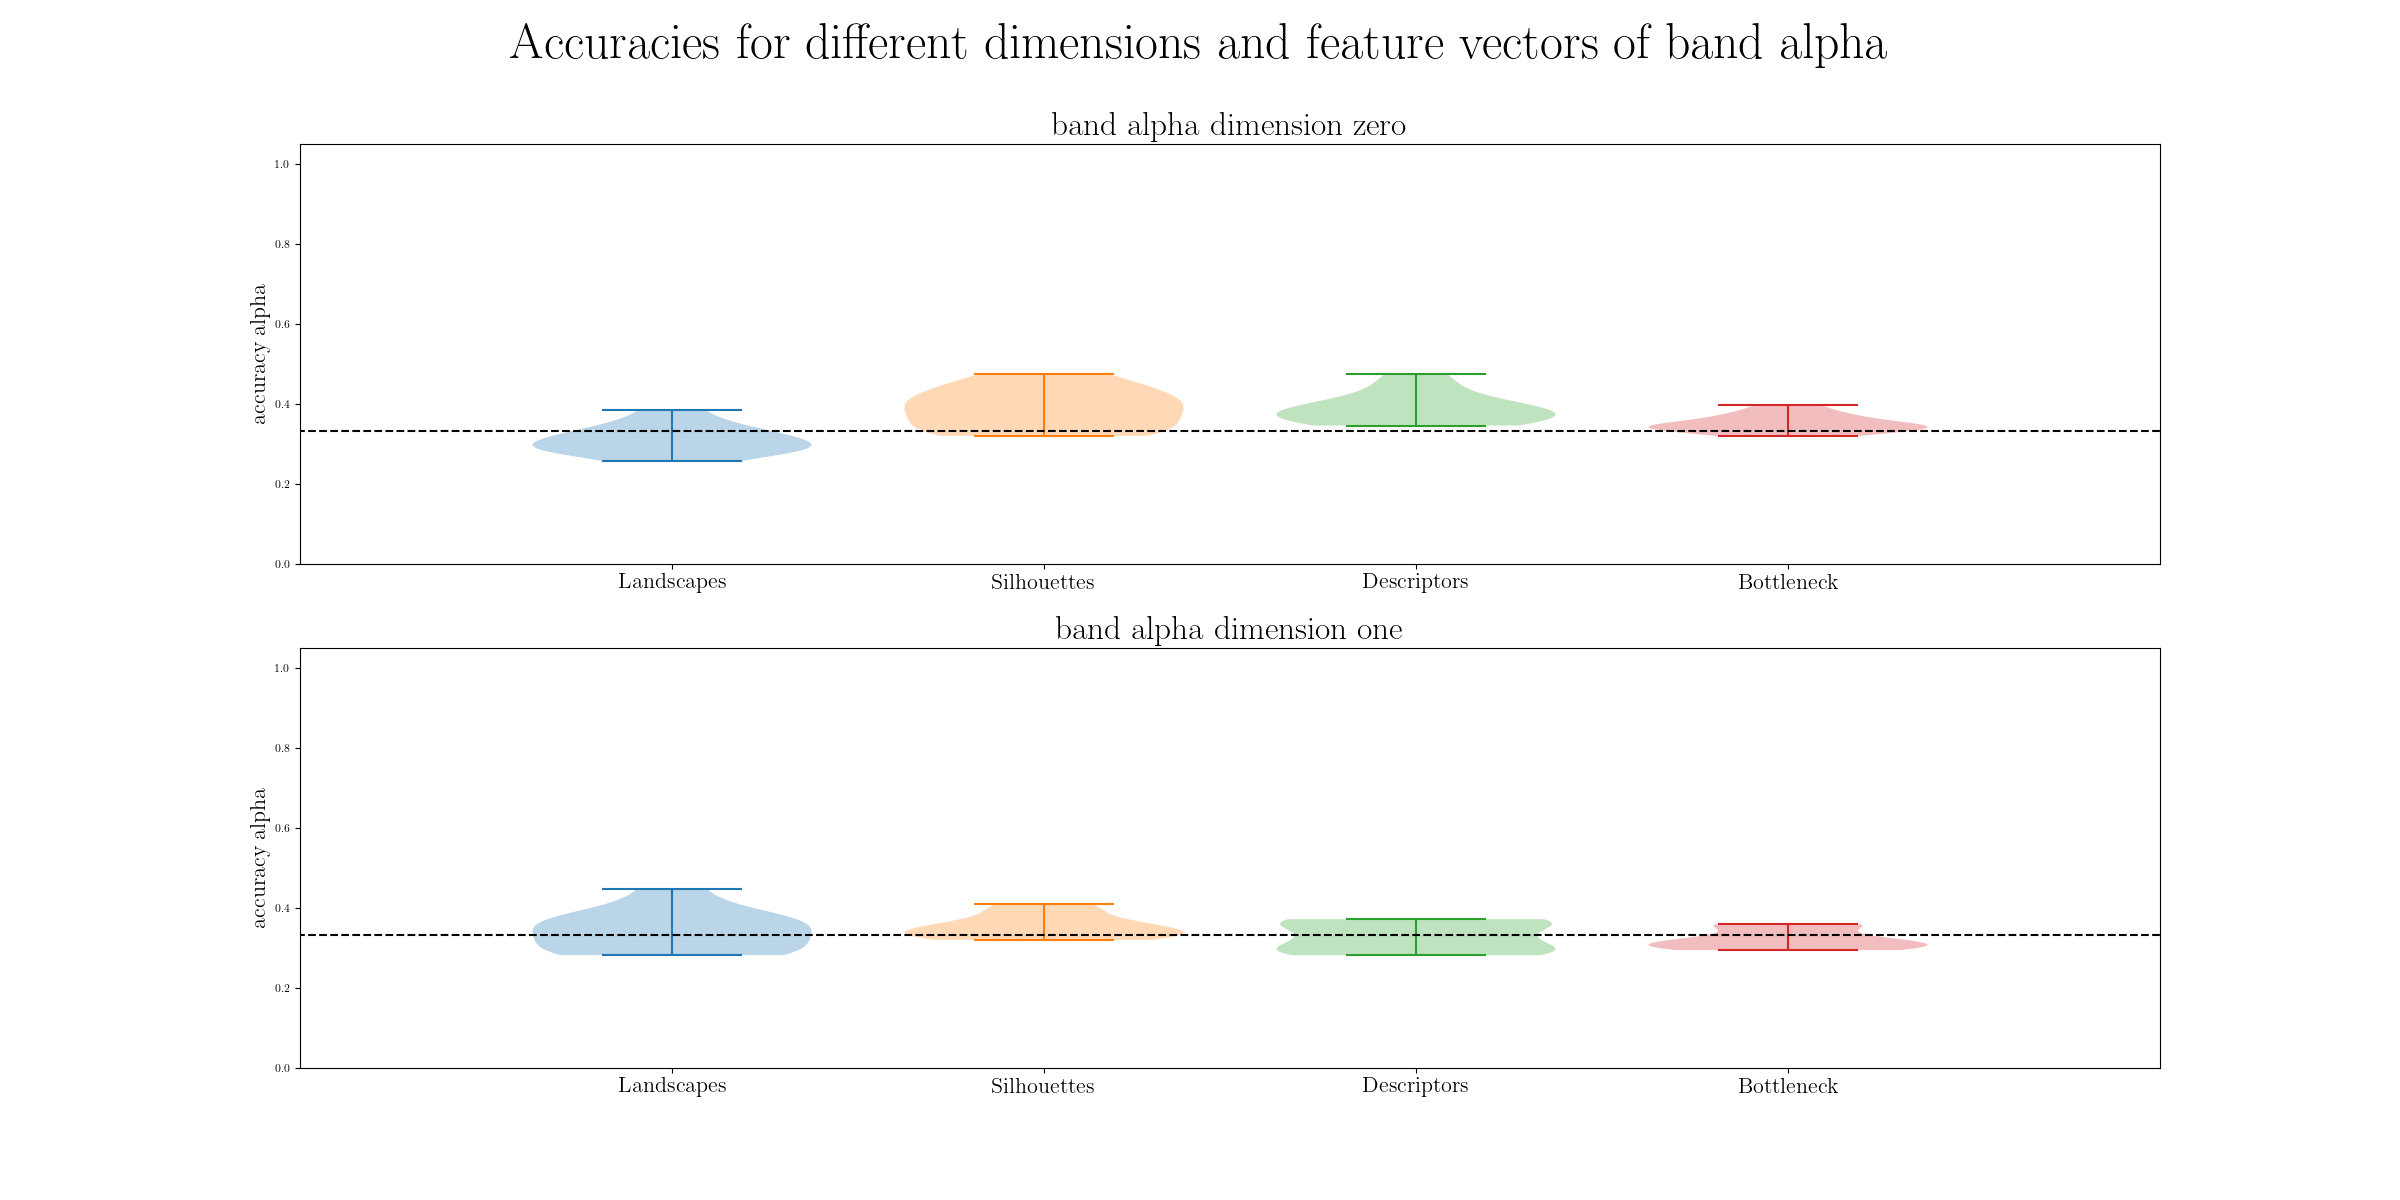 Accuracies for different dimensions and feature vectors of band alpha
band alpha dimension zero
1.0
0.8
0.6
0.4
0.2
0.0
accuracy alpha
Landscapes Silhouettes Descriptors Bottleneck
band alpha dimension one
1.0
0.8
0.6
0.4
0.2
0.0
accuracy alpha
Landscapes Silhouettes Descriptors Bottleneck